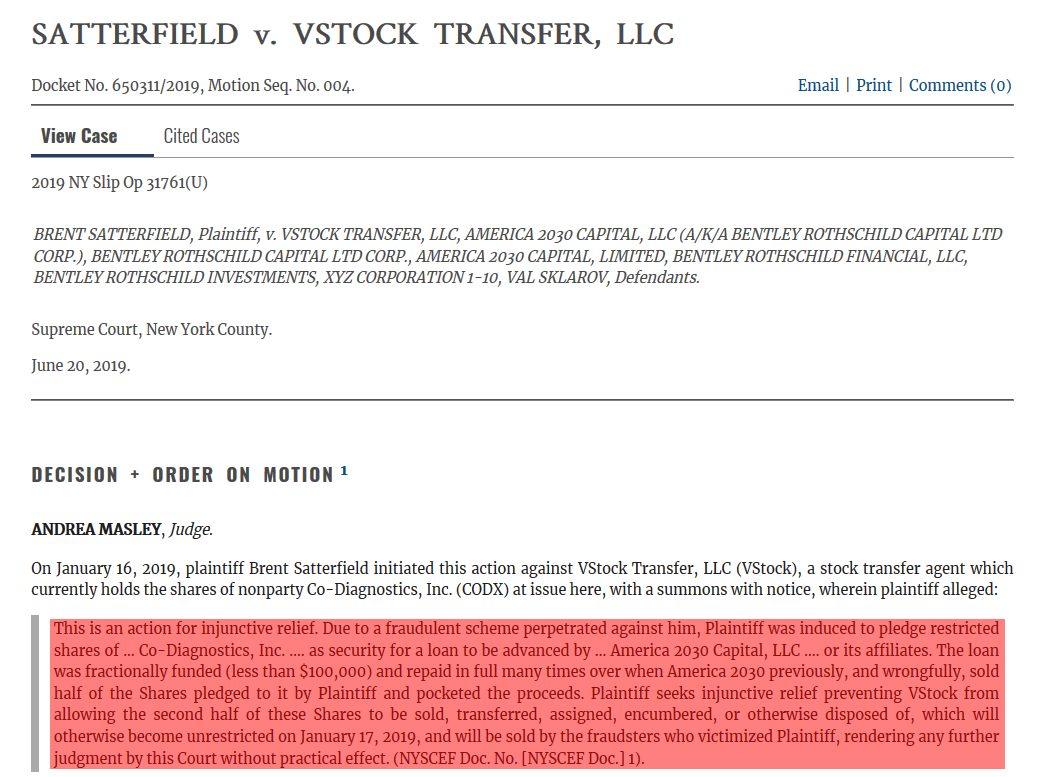 SATTERFIELD v. VSTOCK TRANSFER, LLC
Docket No. 650311/2019, Motion Seq. No. 004.
Email | Print | Comments (0)
View Case
Cited Cases
2019 NY Slip Op 31761(U)
BRENT SATTERFIELD, Plaintiff, v. VSTOCK TRANSFER, LLC, AMERICA 2030 CAPITAL, LLC (A/K/A BENTLEY ROTHSCHILD CAPITAL LTD
CORP.), BENTLEY ROTHSCHILD CAPITAL LTD CORP., AMERICA 2030 CAPITAL, LIMITED, BENTLEY ROTHSCHILD FINANCIAL, LLC,
BENTLEY ROTHSCHILD INVESTMENTS, XYZ CORPORATION 1-10, VAL SKLAROV, Defendants.
Supreme Court, New York County.
June 20, 2019.
DECISION + ORDER ON MOTION 1
ANDREA MASLEY, Judge.
On January 16, 2019, plaintiff Brent Satterfield initiated this action against VStock Transfer, LLC (VStock), a stock transfer agent which
currently holds the shares of nonparty Co-Diagnostics, Inc. (CODX) at issue here, with a summons with notice, wherein plaintiff alleged:
This is an action for injunctive relief. Due to a fraudulent scheme perpetrated against him, Plaintiff was induced to pledge restricted
shares of ... Co-Diagnostics, Inc. .... as security for a loan to be advanced by ... America 2030 Capital, LLC .... or its affiliates. The loan
was fractionally funded (less than $100,000) and repaid in full many times over when America 2030 previously, and wrongfully, sold
half of the Shares pledged to it by Plaintiff and pocketed the proceeds. Plaintiff seeks injunctive relief preventing VStock from
allowing the second half of these Shares to be sold, transferred, assigned, encumbered, or otherwise disposed of, which will
otherwise become unrestricted on January 17, 2019, and will be sold by the fraudsters who victimized Plaintiff, rendering any further
judgment by this Court without practical effect. (NYSCEF Doc. No. [NYSCEF Doc.] 1).